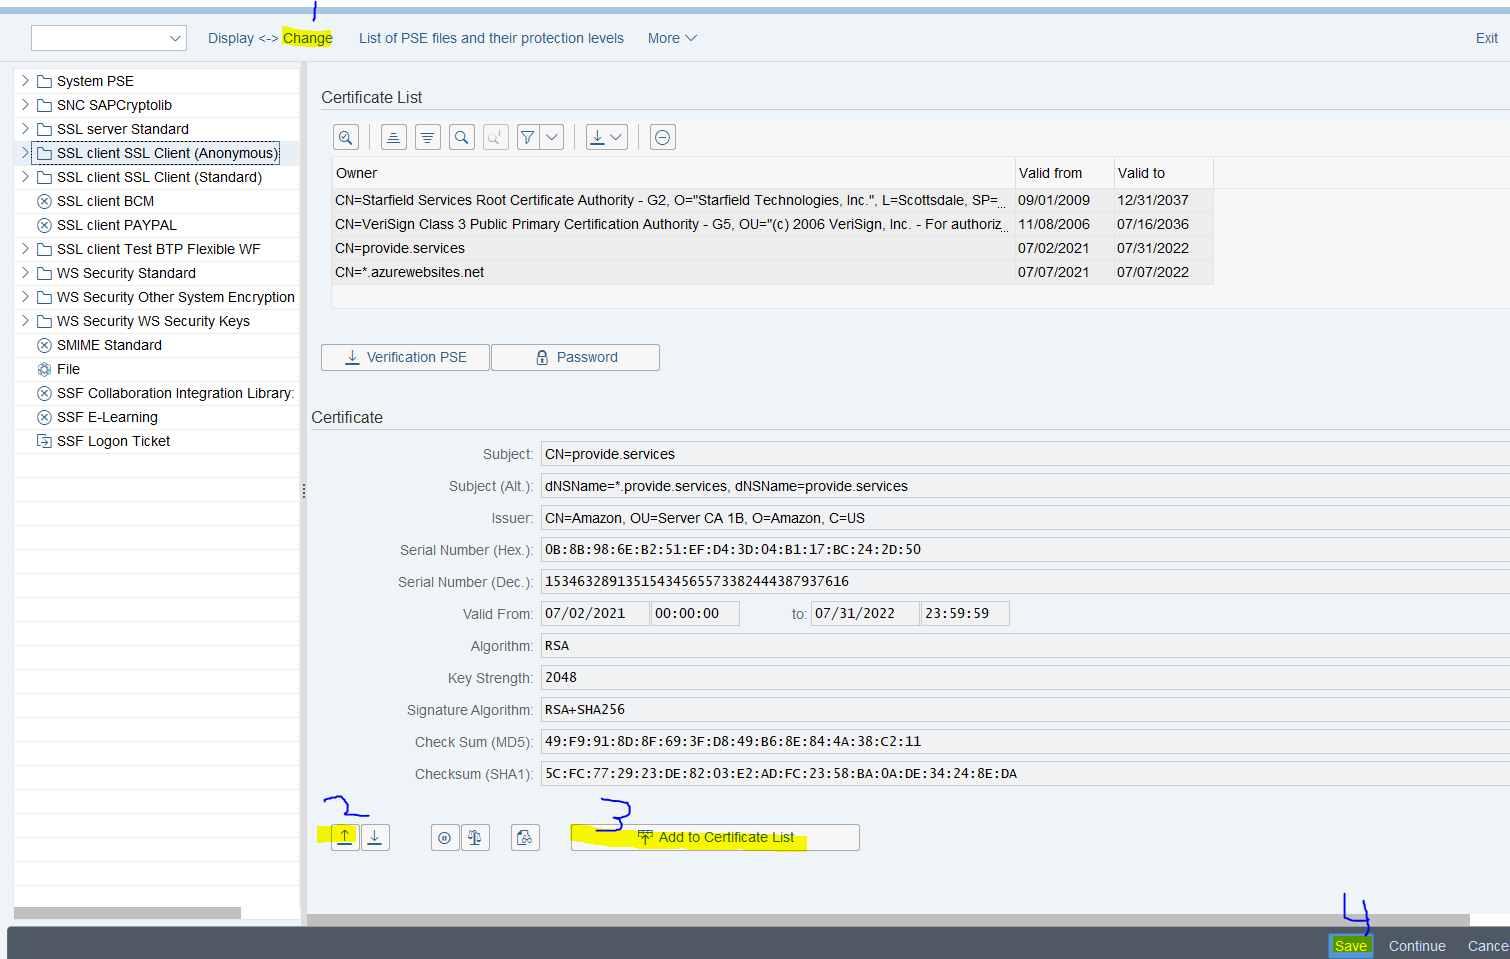 1
Display <-> Change List of PSE files and their protection levels More Exit
System PSE
SNC SAPCryptolib
SSL server Standard
SSL client SSL Client (Anonymous)
SSL client SSL Client (Standard)
SSL client BCM
SSL client PAYPAL
SSL client Test BTP Flexible WF
WS Security Standard
WS Security Other System Encryption
WS Security WS Security Keys
SMIME Standard
File
SSF Collaboration Integration Library:
SSF E-Learning
SSF Logon Ticket
Certificate List
Owner Valid from Valid to
CN=Starfield Services Root Certificate Authority - G2, O="Starfield Technologies, Inc.", L=Scottsdale, SP=... 09/01/2009 12/31/2037
CN=VeriSign Class 3 Public Primary Certification Authority - G5, OU="(c) 2006 VeriSign, Inc. - For authoriz... 11/08/2006 07/16/2036
CN=provide.services 07/02/2021 07/31/2022
CN=*.azurewebsites.net 07/07/2021 07/07/2022
Verification PSE Password
Certificate
Subject: CN=provide.services
Subject (Alt.): dNSName=*.provide.services, dNSName=provide.services
Issuer: CN=Amazon, OU=Server CA 1B, O=Amazon, C=US
Serial Number (Hex.): 0B:8B:98:6E:B2:51:EF:D4:3D:04:B1:17:BC:24:2D:50
Serial Number (Dec.): 15346328913515434565573382444387937616
Valid From: 07/02/2021 00:00:00 to: 07/31/2022 23:59:59
Algorithm: RSA
Key Strength: 2048
Signature Algorithm: RSA+SHA256
Check Sum (MD5): 49:F9:91:8D:8F:69:3F:D8:49:B6:8E:84:4A:38:C2:11
Checksum (SHA1): 5C:FC:77:29:23:DE:82:03:E2:AD:FC:23:58:BA:0A:DE:34:24:8E:DA
2 3
Add to Certificate List
4
Save Continue Cance